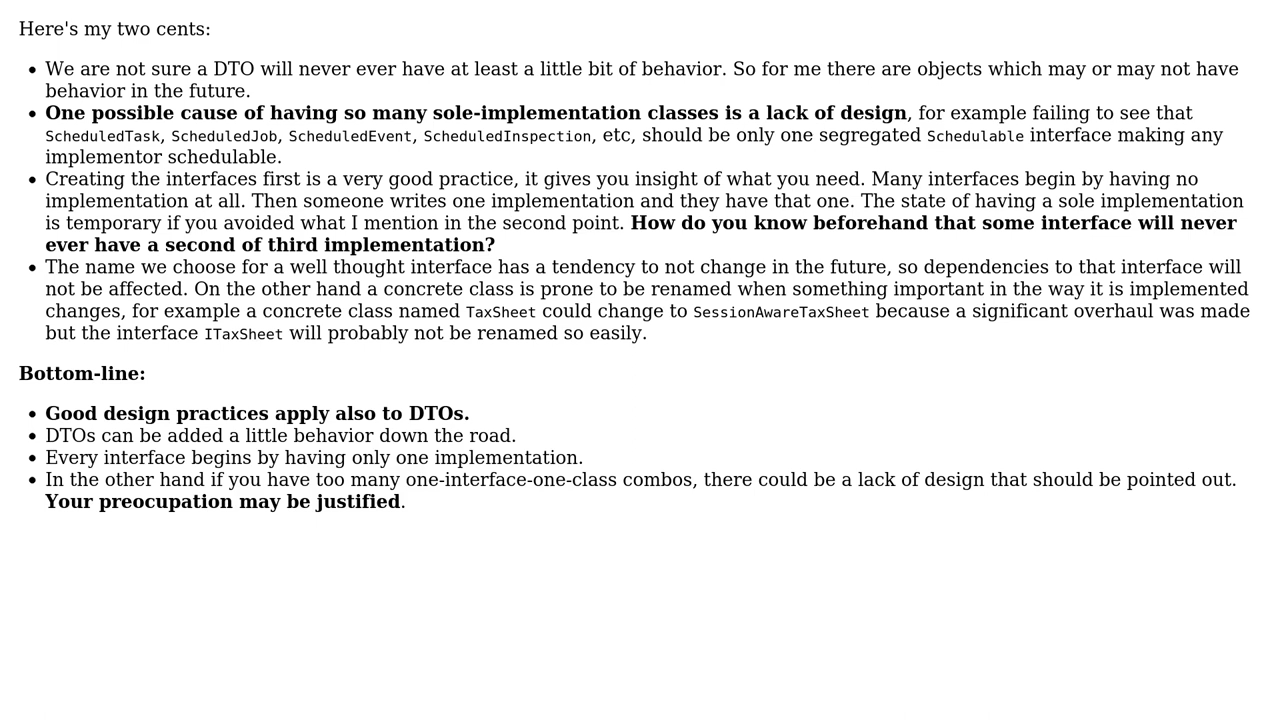 Here's my two cents:
We are not sure a DTO will never ever have at least a little bit of behavior. So for me there are objects which may or may not have
behavior in the future.
One possible cause of having so many sole-implementation classes is a lack of design, for example failing to see that
ScheduledTask, ScheduledJob, ScheduledEvent, ScheduledInspection, etc, should be only one segregated Schedulable interface making any
implementor schedulable.
Creating the interfaces first is a very good practice, it gives you insight of what you need. Many interfaces begin by having no
implementation at all. Then someone writes one implementation and they have that one. The state of having a sole implementation
is temporary if you avoided what I mention in the second point. How do you know beforehand that some interface will never
ever have a second of third implementation?
The name we choose for a well thought interface has a tendency to not change in the future, so dependencies to that interface will
not be affected. On the other hand a concrete class is prone to be renamed when something important in the way it is implemented
changes, for example a concrete class named TaxSheet could change to SessionAwareTaxSheet because a significant overhaul was made
but the interface ITaxSheet will probably not be renamed so easily.
Bottom-line:
Good design practices apply also to DTOs.
DTOs can be added a little behavior down the road.
Every interface begins by having only one implementation.
In the other hand if you have too many one-interface-one-class combos, there could be a lack of design that should be pointed out.
Your preocupation may be justified.